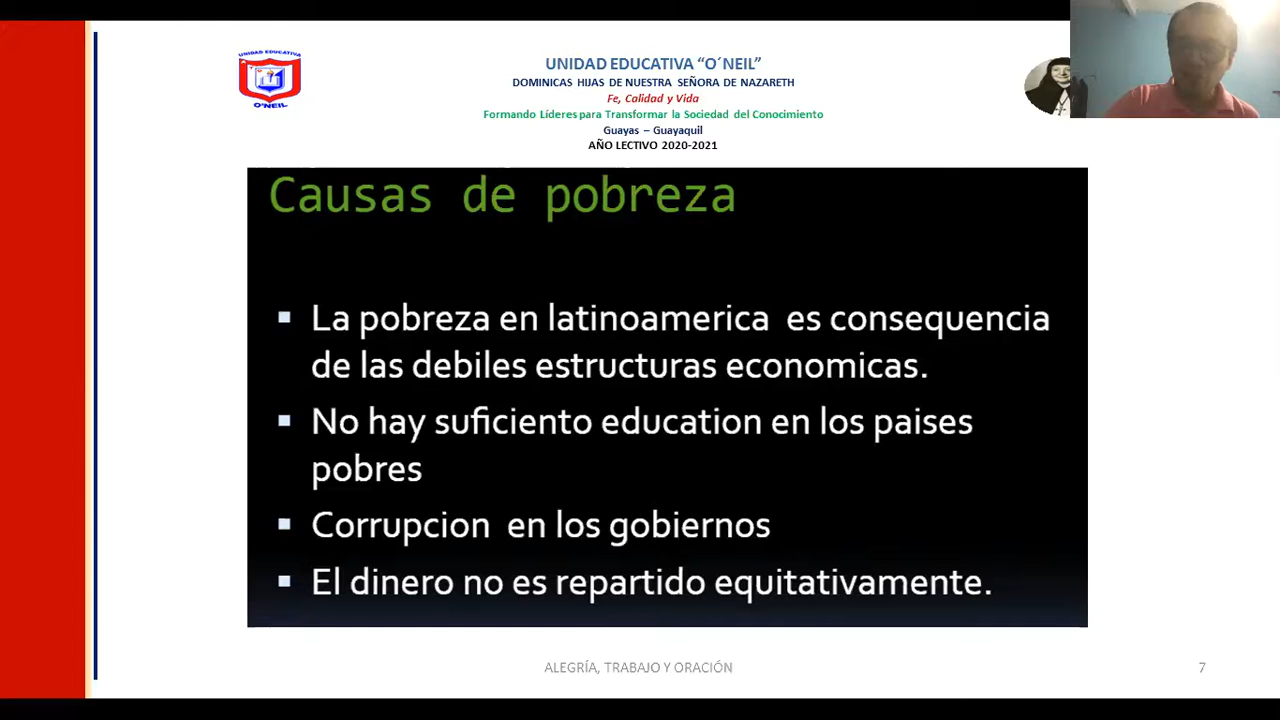 UNIDAD EDUCATIVA
O'NEIL
UNIDAD EDUCATIVA “O´NEIL”
DOMINICAS HIJAS DE NUESTRA SEÑORA DE NAZARETH
Fe, Calidad y Vida
Formando Líderes para Transformar la Sociedad del Conocimiento
Guayas – Guayaquil
AÑO LECTIVO 2020-2021
Causas de pobreza
▪ La pobreza en latinoamerica es consequencia
de las debiles estructuras economicas.
▪ No hay suficiento education en los paises
pobres
▪ Corrupcion en los gobiernos
▪ El dinero no es repartido equitativamente.
ALEGRÍA, TRABAJO Y ORACIÓN
7